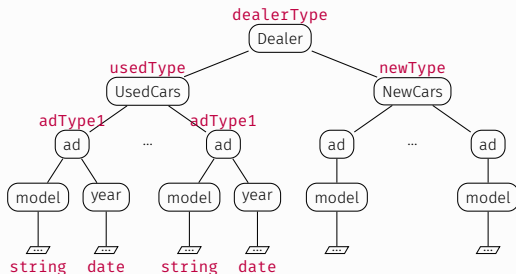 dealerType
Dealer
usedType newType
UsedCars NewCars
adType1 adType1
ad ... ad ad ... ad
model year model year model model
... ... ... ... ... ...
string date string date